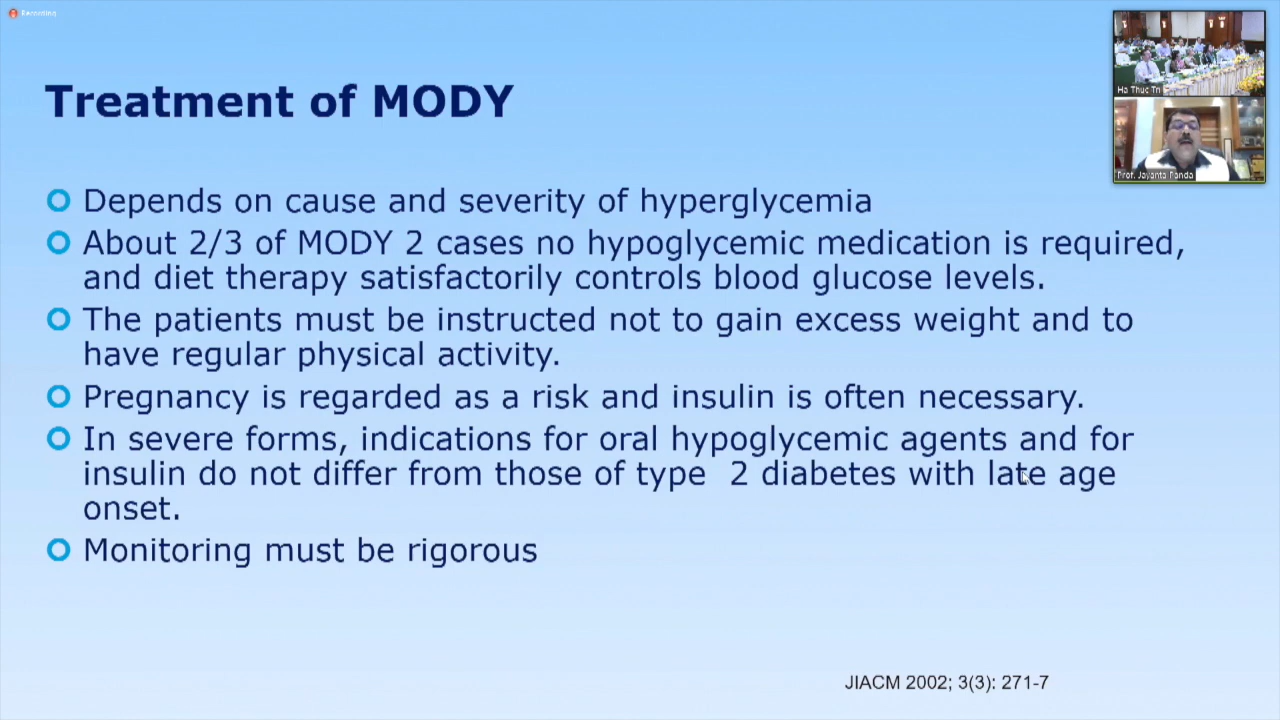 Recording
Treatment of MODY
Depends on cause and severity of hyperglycemia
About 2/3 of MODY 2 cases no hypoglycemic medication is required,
and diet therapy satisfactorily controls blood glucose levels.
The patients must be instructed not to gain excess weight and to
have regular physical activity.
Pregnancy is regarded as a risk and insulin is often necessary.
In severe forms, indications for oral hypoglycemic agents and for
insulin do not differ from those of type  2 diabetes with late age
onset.
Monitoring must be rigorous
JIACM 2002; 3(3): 271-7
Ha Thuc Tri
Prof. Jayanta Panda